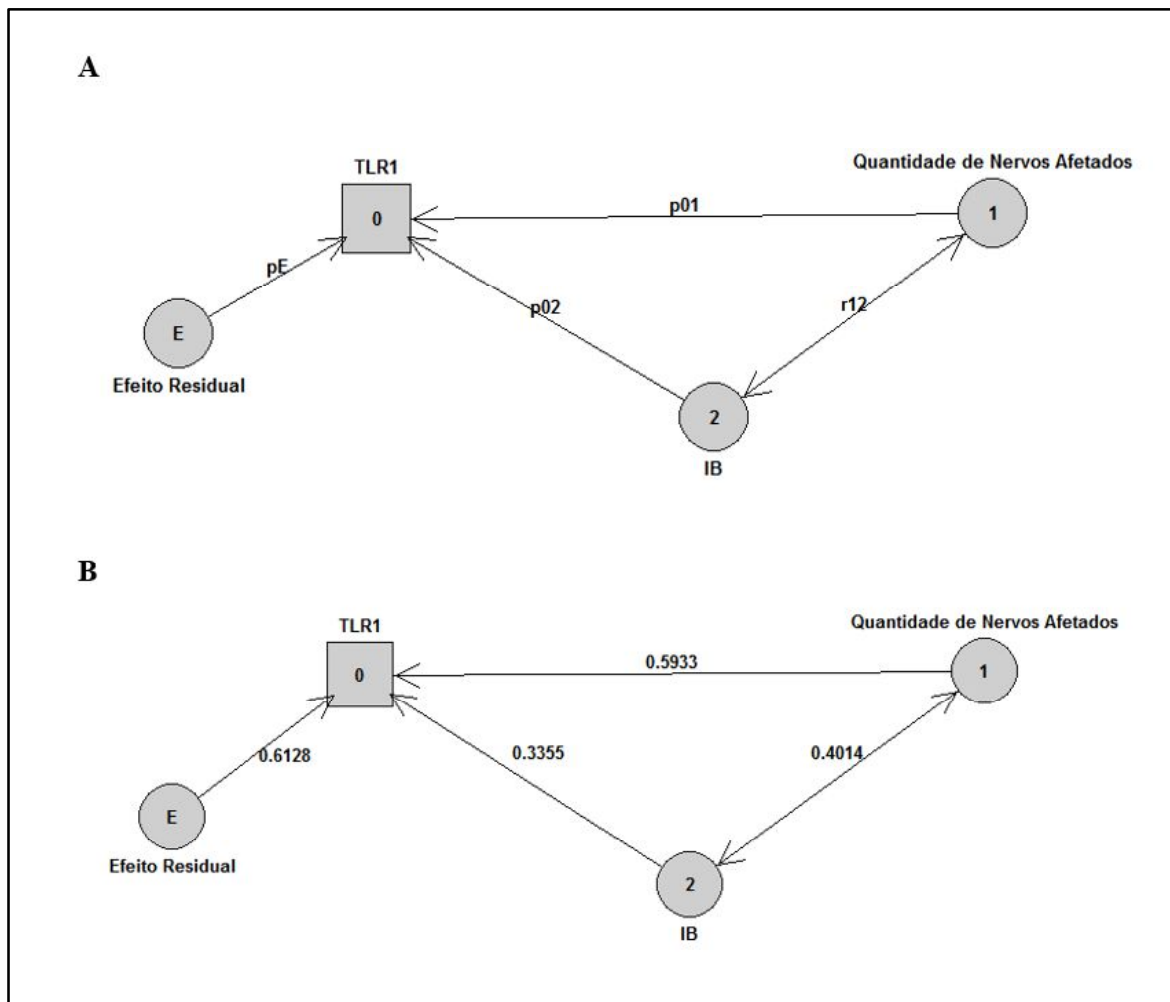 A
TLR1
Quantidade de Nervos Afetados
0
1
p01
pE
p02
r12
E
Efeito Residual
2
IB
B
TLR1
Quantidade de Nervos Afetados
0
1
0.5933
0.6128
0.3355
0.4014
E
Efeito Residual
2
IB